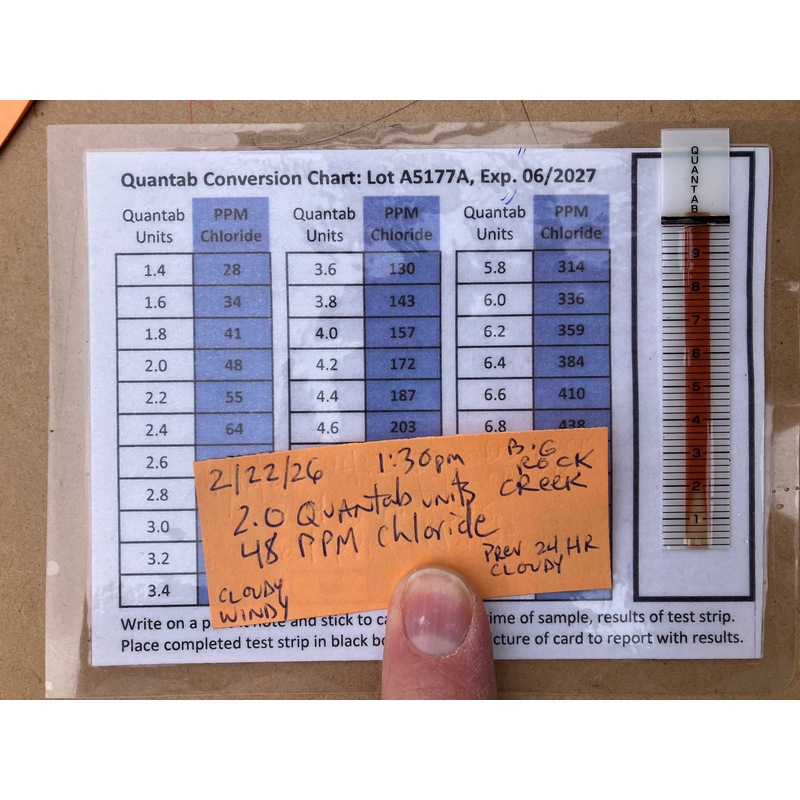 Quantab Conversion Chart: Lot A5177A, Exp. 06/2027
Quantab Units PPM Chloride Quantab Units PPM Chloride Quantab Units PPM Chloride
1.4 28 3.6 130 5.8 314
1.6 34 3.8 143 6.0 336
1.8 41 4.0 157 6.2 359
2.0 48 4.2 172 6.4 384
2.2 55 4.4 187 6.6 410
2.4 64 4.6 203 6.8 438
2.6
2.8
3.0
3.2
3.4
2/22/26 1:30pm BIG ROCK CREEK
2.0 Quantab units
48 PPM chloride
PREV 24 HR CLOUDY
CLOUDY WINDY
Write on a note and stick to time of sample, results of test strip.
Place completed test strip in black picture of card to report with results.
QUANTAB
9
8
7
6
5
4
3
2
1